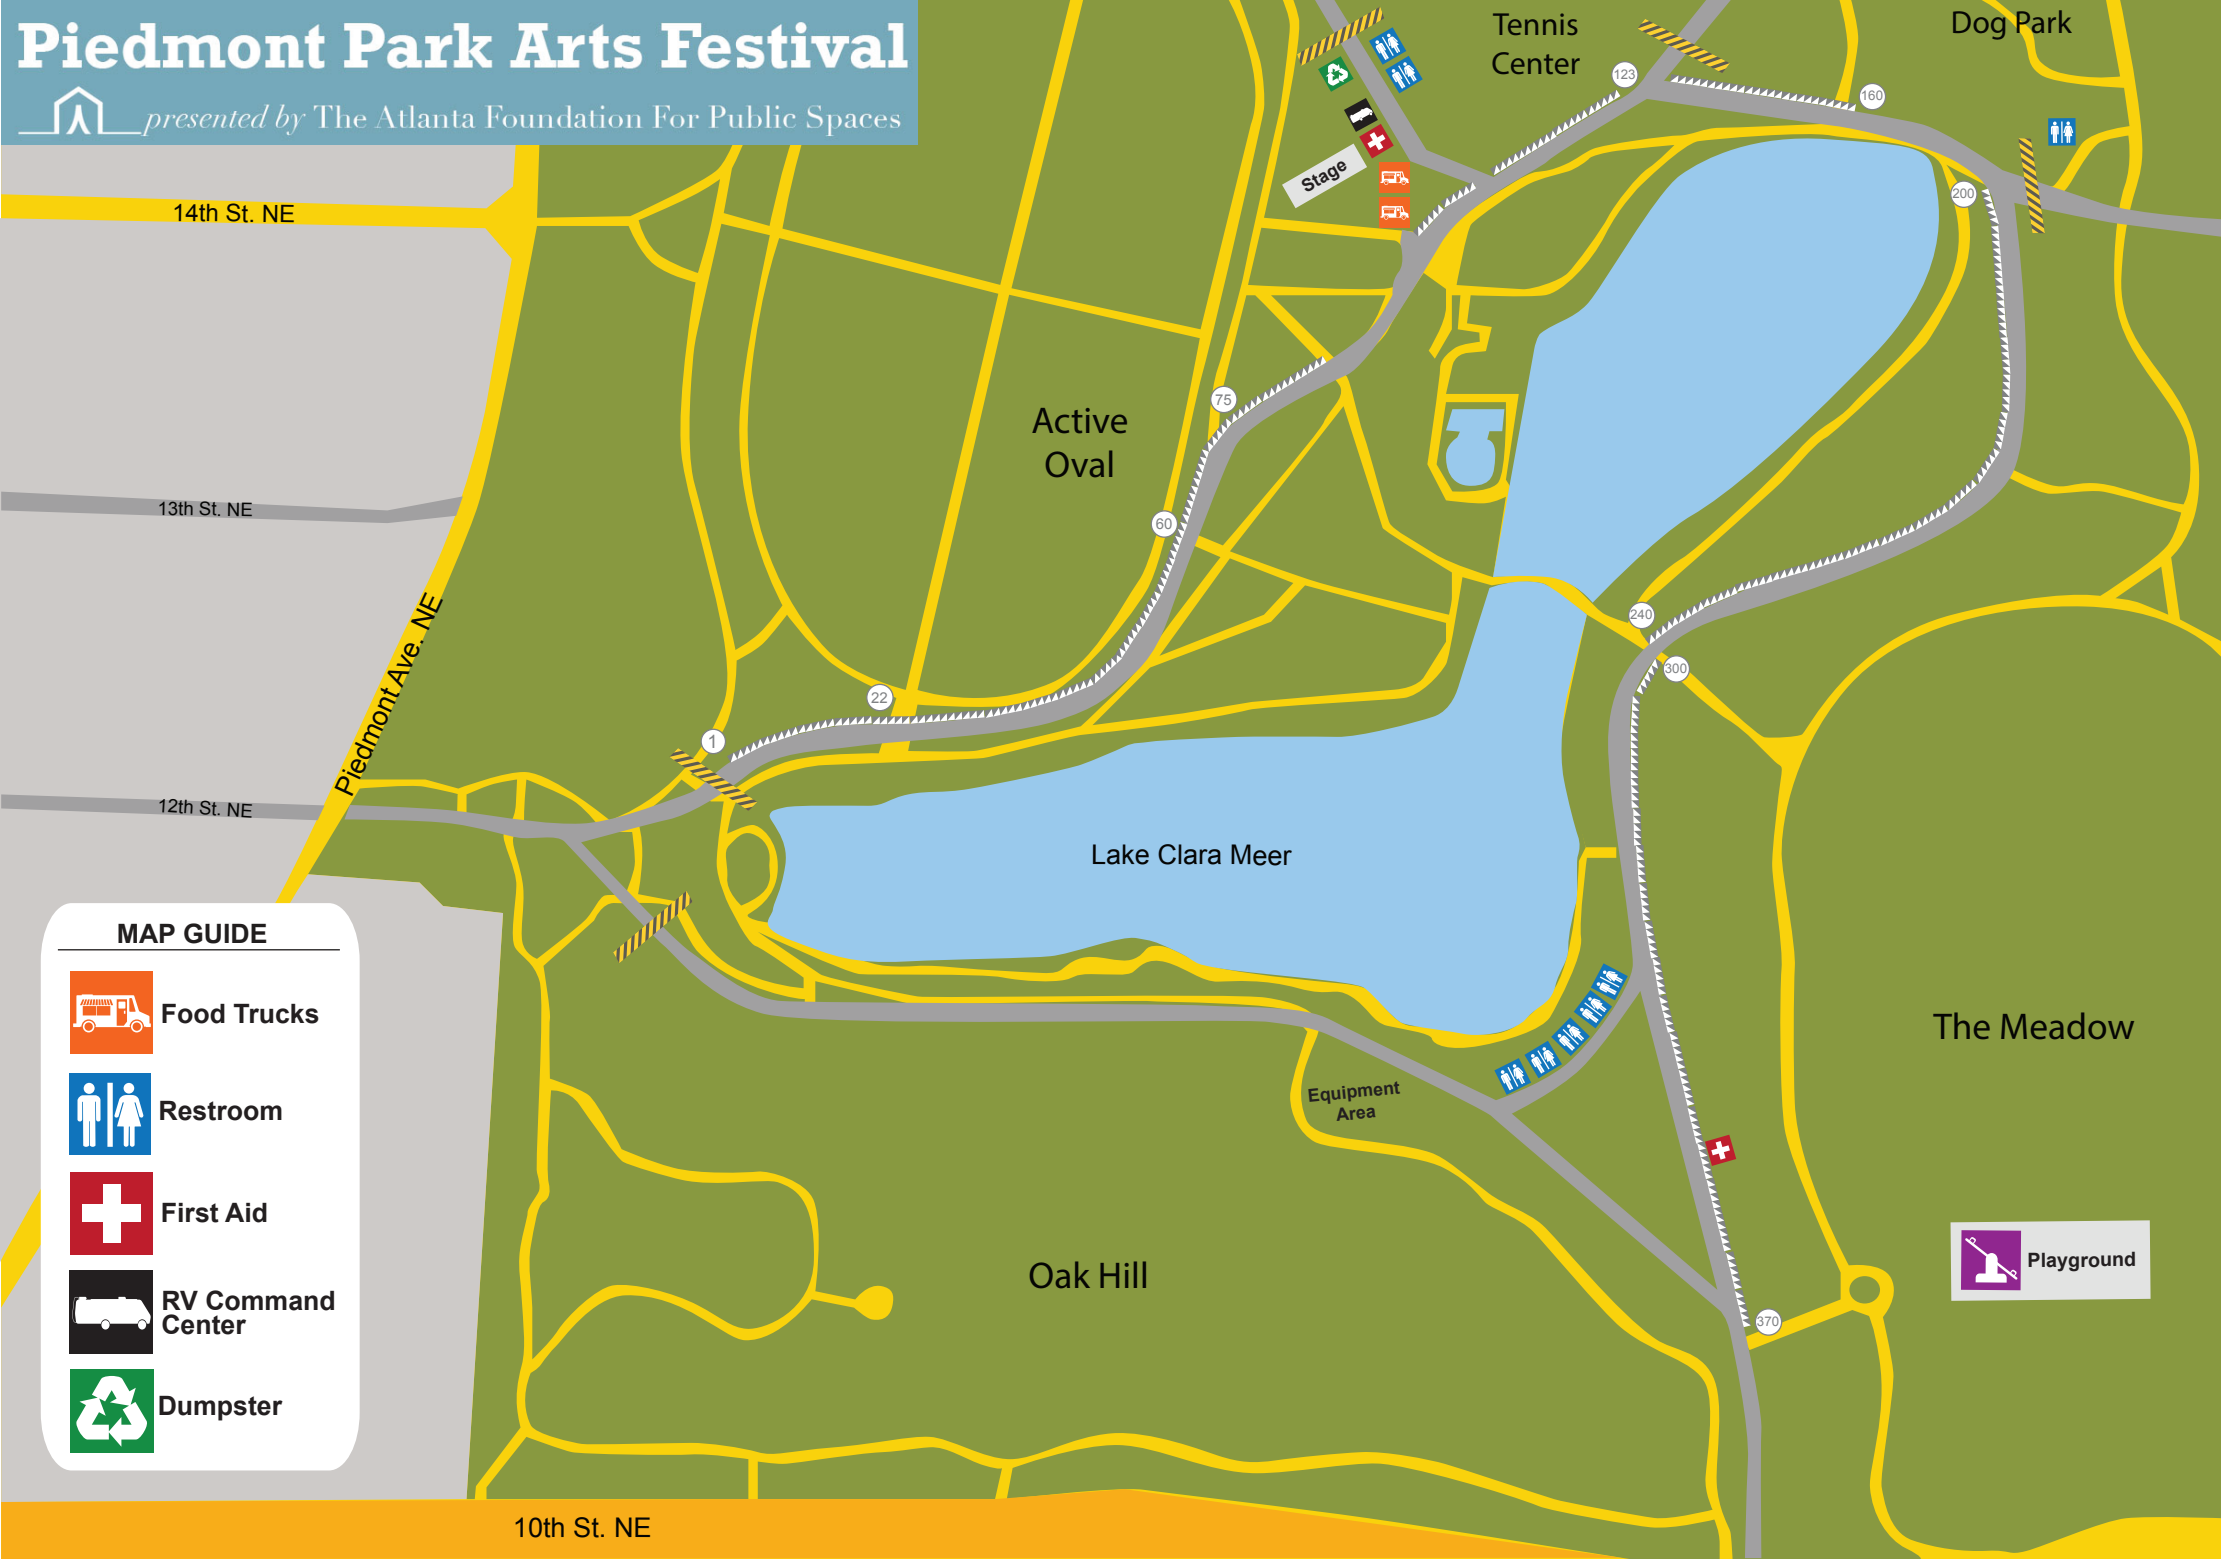 Piedmont Park Arts Festival
presented by The Atlanta Foundation For Public Spaces
Tennis
Center
Dog Park
123
160
200
Stage
14th St. NE
75
Active
Oval
13th St. NE
60
Piedmont Ave. NE
240
300
22
1
12th St. NE
Lake Clara Meer
MAP GUIDE
Food Trucks
Restroom
First Aid
RV Command
Center
Dumpster
The Meadow
Equipment
Area
Playground
Oak Hill
370
10th St. NE